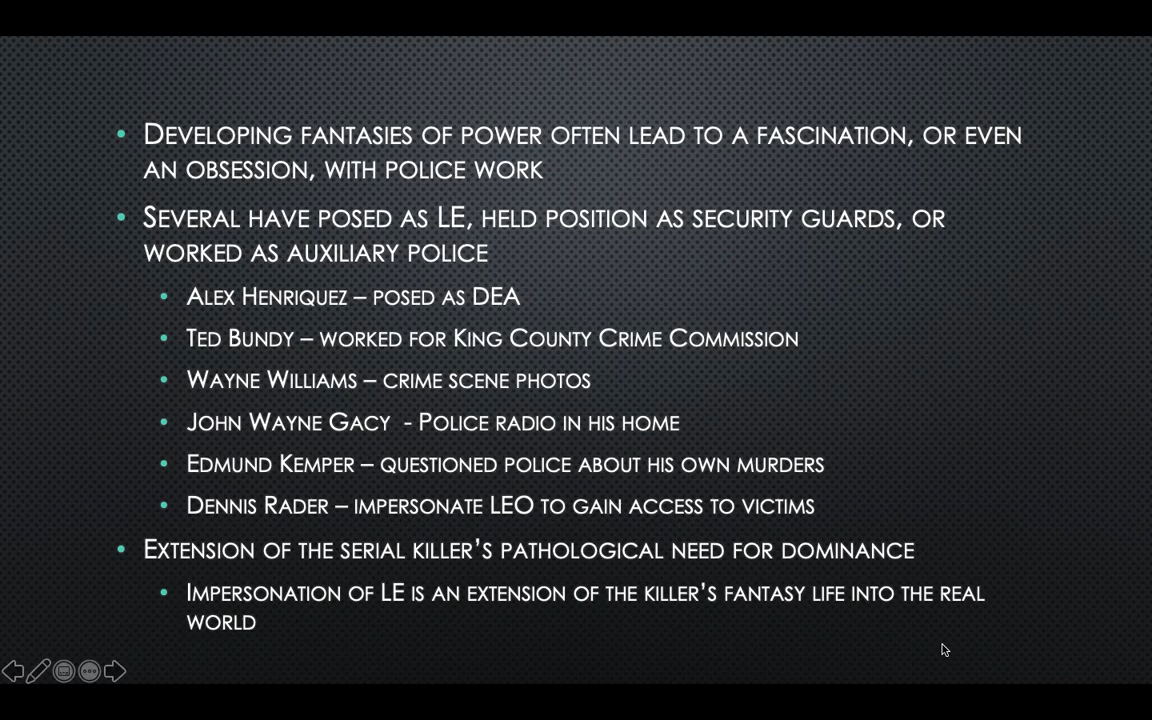 Developing fantasies of power often lead to a fascination, or even
an obsession, with police work
Several have posed as LE, held position as security guards, or
worked as auxiliary police
Alex Henriquez – posed as DEA
Ted Bundy – worked for King County Crime Commission
Wayne Williams – crime scene photos
John Wayne Gacy - Police radio in his home
Edmund Kemper – questioned police about his own murders
Dennis Rader – impersonate LEO to gain access to victims
Extension of the serial killer's pathological need for dominance
Impersonation of LE is an extension of the killer's fantasy life into the real
world